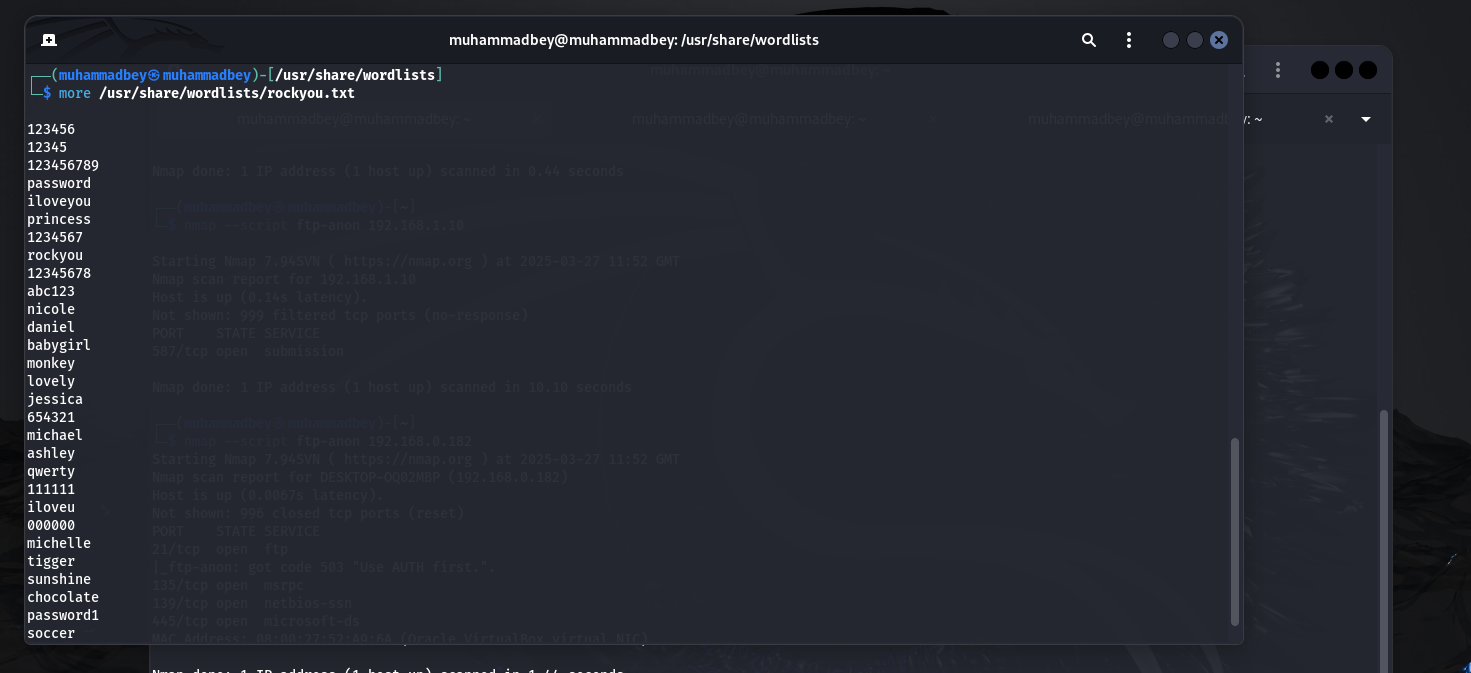 muhammadbey@muhammadbey: /usr/share/wordlists
┌──(muhammadbey㉿muhammadbey)-[/usr/share/wordlists]
└─$ more /usr/share/wordlists/rockyou.txt
123456
12345
123456789
password
iloveyou
princess
1234567
rockyou
12345678
abc123
nicole
daniel
babygirl
monkey
lovely
jessica
654321
michael
ashley
qwerty
111111
iloveu
000000
michelle
tigger
sunshine
chocolate
password1
soccer
muhammadbey@muhammadbey: ~
muhammadbey@muhammadbey: ~
muhammadbey@muhammadbey: ~
muhammadbey@muhammadbey: ~
Nmap done: 1 IP address (1 host up) scanned in 0.44 seconds
┌──(muhammadbey㉿muhammadbey)-[~]
└─$ nmap --script ftp-anon 192.168.1.10
Starting Nmap 7.94SVN ( https://nmap.org ) at 2025-03-27 11:52 GMT
Nmap scan report for 192.168.1.10
Host is up (0.14s latency).
Not shown: 999 filtered tcp ports (no-response)
PORT    STATE SERVICE
587/tcp open  submission
Nmap done: 1 IP address (1 host up) scanned in 10.10 seconds
┌──(muhammadbey㉿muhammadbey)-[~]
└─$ nmap --script ftp-anon 192.168.0.182
Starting Nmap 7.94SVN ( https://nmap.org ) at 2025-03-27 11:52 GMT
Nmap scan report for DESKTOP-OQ02MBP (192.168.0.182)
Host is up (0.0067s latency).
Not shown: 996 closed tcp ports (reset)
PORT    STATE SERVICE
21/tcp  open  ftp
|_ftp-anon: got code 503 "Use AUTH first.".
135/tcp open  msrpc
139/tcp open  netbios-ssn
445/tcp open  microsoft-ds
MAC Address: 08:00:27:52:A9:6A (Oracle VirtualBox virtual NIC)
Nmap done: 1 IP address (1 host up) scanned in 1.44 seconds